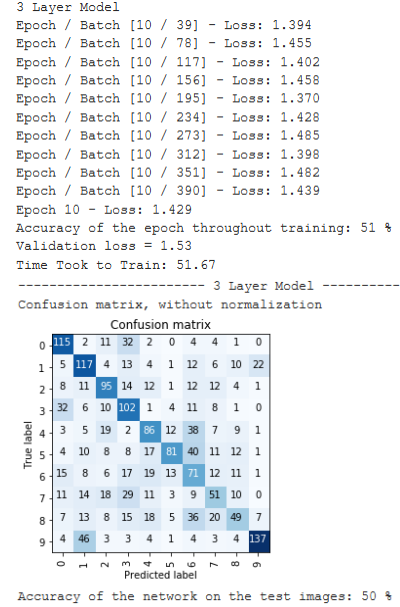 3 Layer Model
Epoch / Batch [10 / 39] - Loss: 1.394
Epoch / Batch [10 / 78] - Loss: 1.455
Epoch / Batch [10 / 117] - Loss: 1.402
Epoch / Batch [10 / 156] - Loss: 1.458
Epoch / Batch [10 / 195] - Loss: 1.370
Epoch / Batch [10 / 234] - Loss: 1.428
Epoch / Batch [10 / 273] - Loss: 1.485
Epoch / Batch [10 / 312] - Loss: 1.398
Epoch / Batch [10 / 351] - Loss: 1.482
Epoch / Batch [10 / 390] - Loss: 1.439
Epoch 10 - Loss: 1.429
Accuracy of the epoch throughout training: 51 %
Validation loss = 1.53
Time Took to Train: 51.67
------------------------ 3 Layer Model ----------
Confusion matrix, without normalization
Confusion matrix
True label
0 115 2 11 32 2 0 4 4 1 0
1 5 117 4 13 4 1 12 6 10 22
2 8 11 95 14 12 1 12 12 4 1
3 32 6 10 102 1 4 11 8 1 0
4 3 5 19 2 86 12 38 7 9 1
5 4 10 8 8 17 81 40 11 12 1
6 15 8 6 17 19 13 71 12 11 1
7 11 14 18 29 11 3 9 51 10 0
8 7 13 8 15 18 5 36 20 49 7
9 4 46 3 3 4 1 4 3 4 137
0 1 2 3 4 5 6 7 8 9
Predicted label
Accuracy of the network on the test images: 50 %